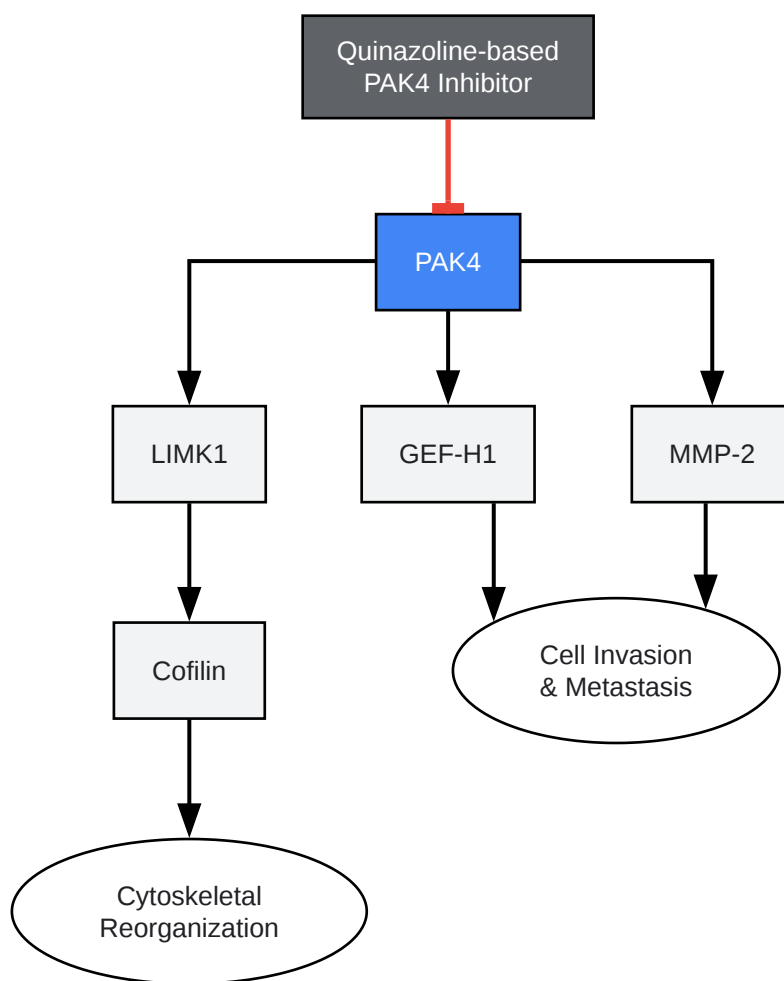 Quinazoline-based
PAK4 Inhibitor
PAK4
LIMK1
GEF-H1
MMP-2
Cofilin
Cell Invasion
& Metastasis
Cytoskeletal
Reorganization